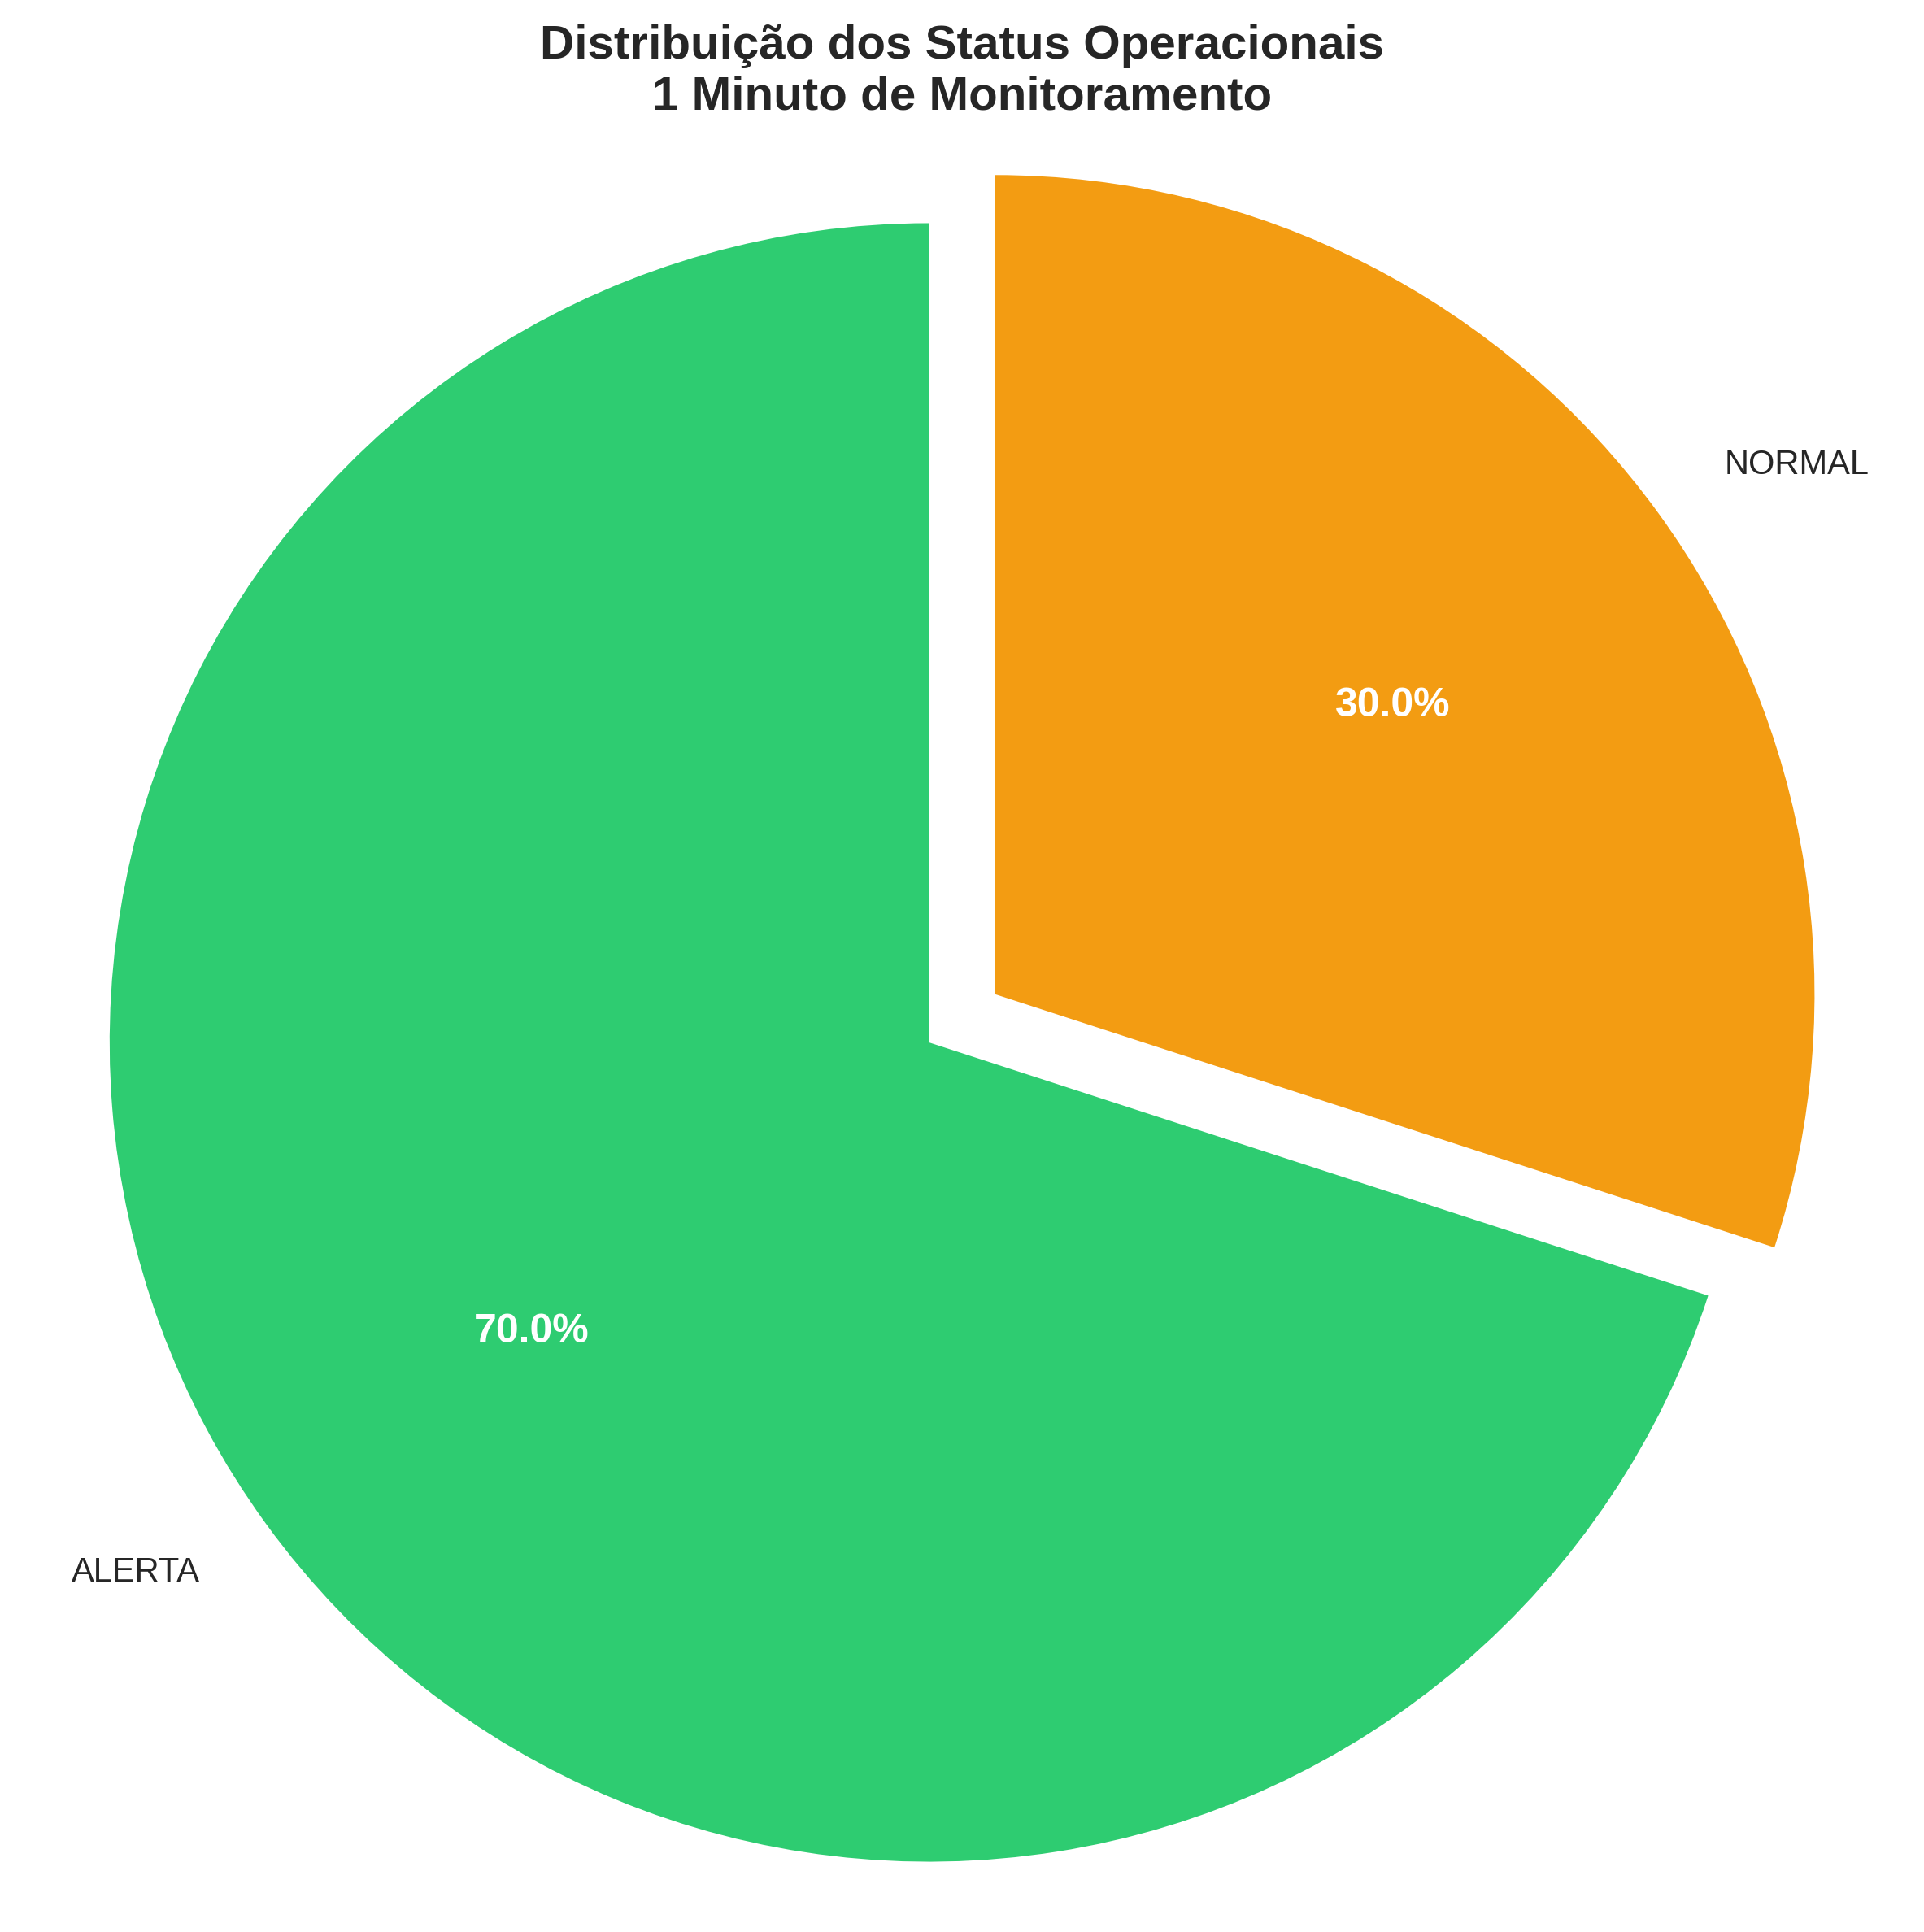 Distribuição dos Status Operacionais
1 Minuto de Monitoramento
NORMAL
30.0%
70.0%
ALERTA